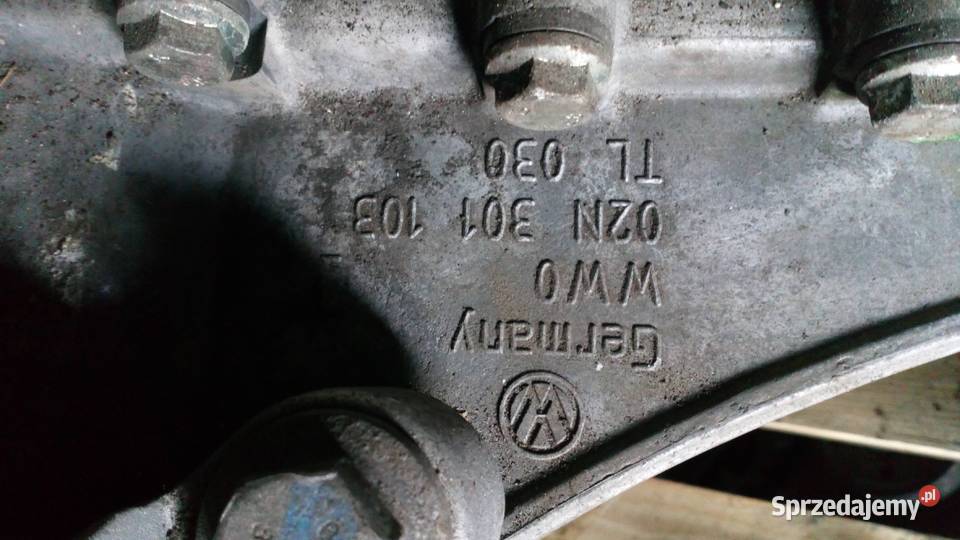 Germany
WWO
02N 301 103
TL 030
Sprzedajemy.pl